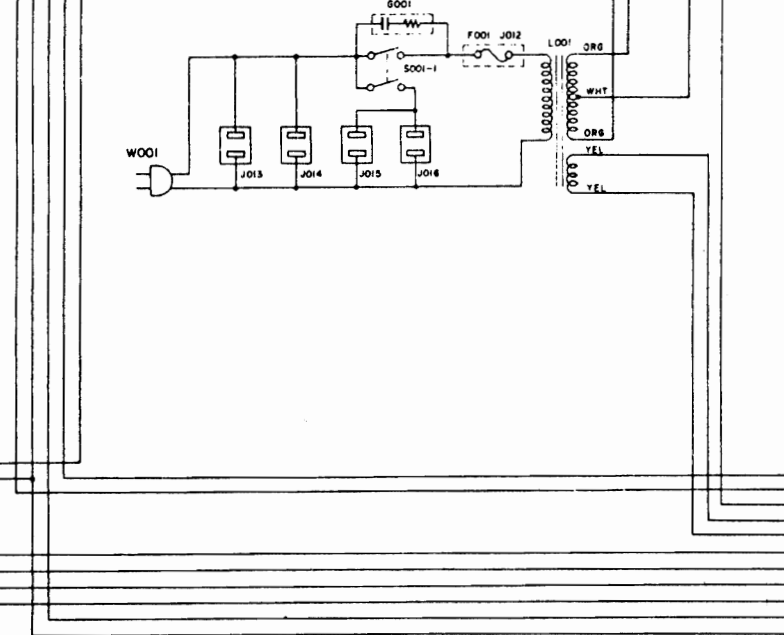 G001
F001 J012
L001
ORG
S001-1
WHT
ORG
W001
YEL
J013
J014
J015
J016
YEL